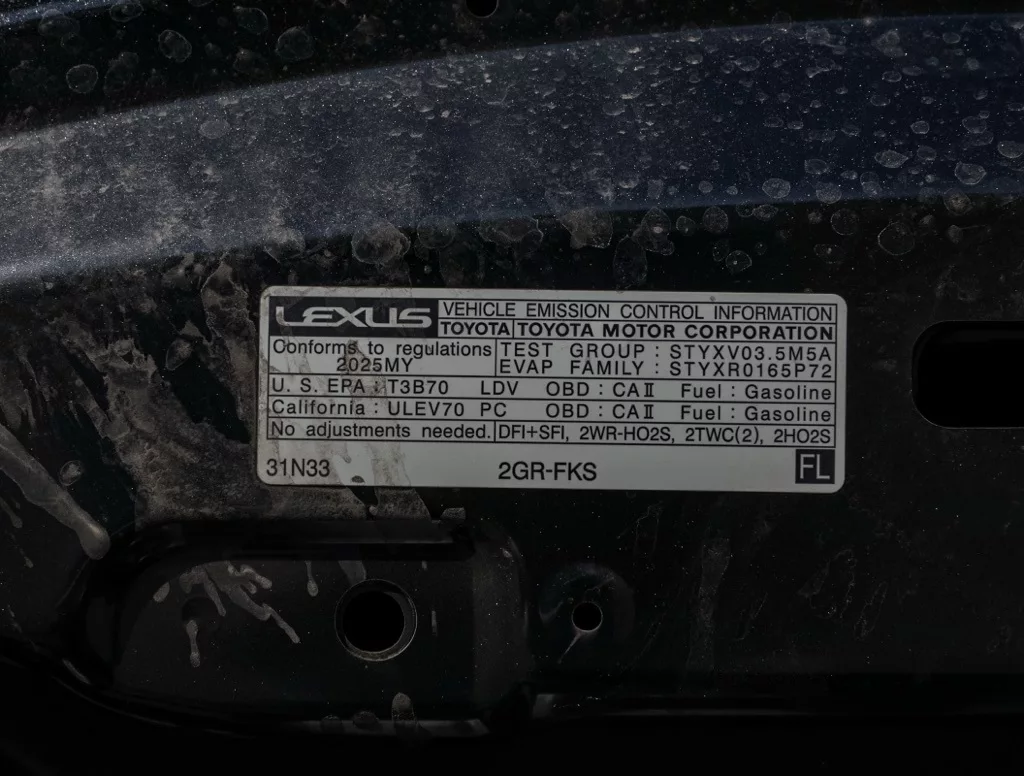 LEXUS VEHICLE EMISSION CONTROL INFORMATION
TOYOTA TOYOTA MOTOR CORPORATION
Conforms to regulations TEST GROUP : STYXV03.5M5A
2025MY EVAP FAMILY : STYXR0165P72
U. S. EPA : T3B70 LDV OBD : CAⅡ Fuel : Gasoline
California : ULEV70 PC OBD : CAⅡ Fuel : Gasoline
No adjustments needed. DFI+SFI, 2WR-HO2S, 2TWC(2), 2HO2S
31N33 2GR-FKS FL